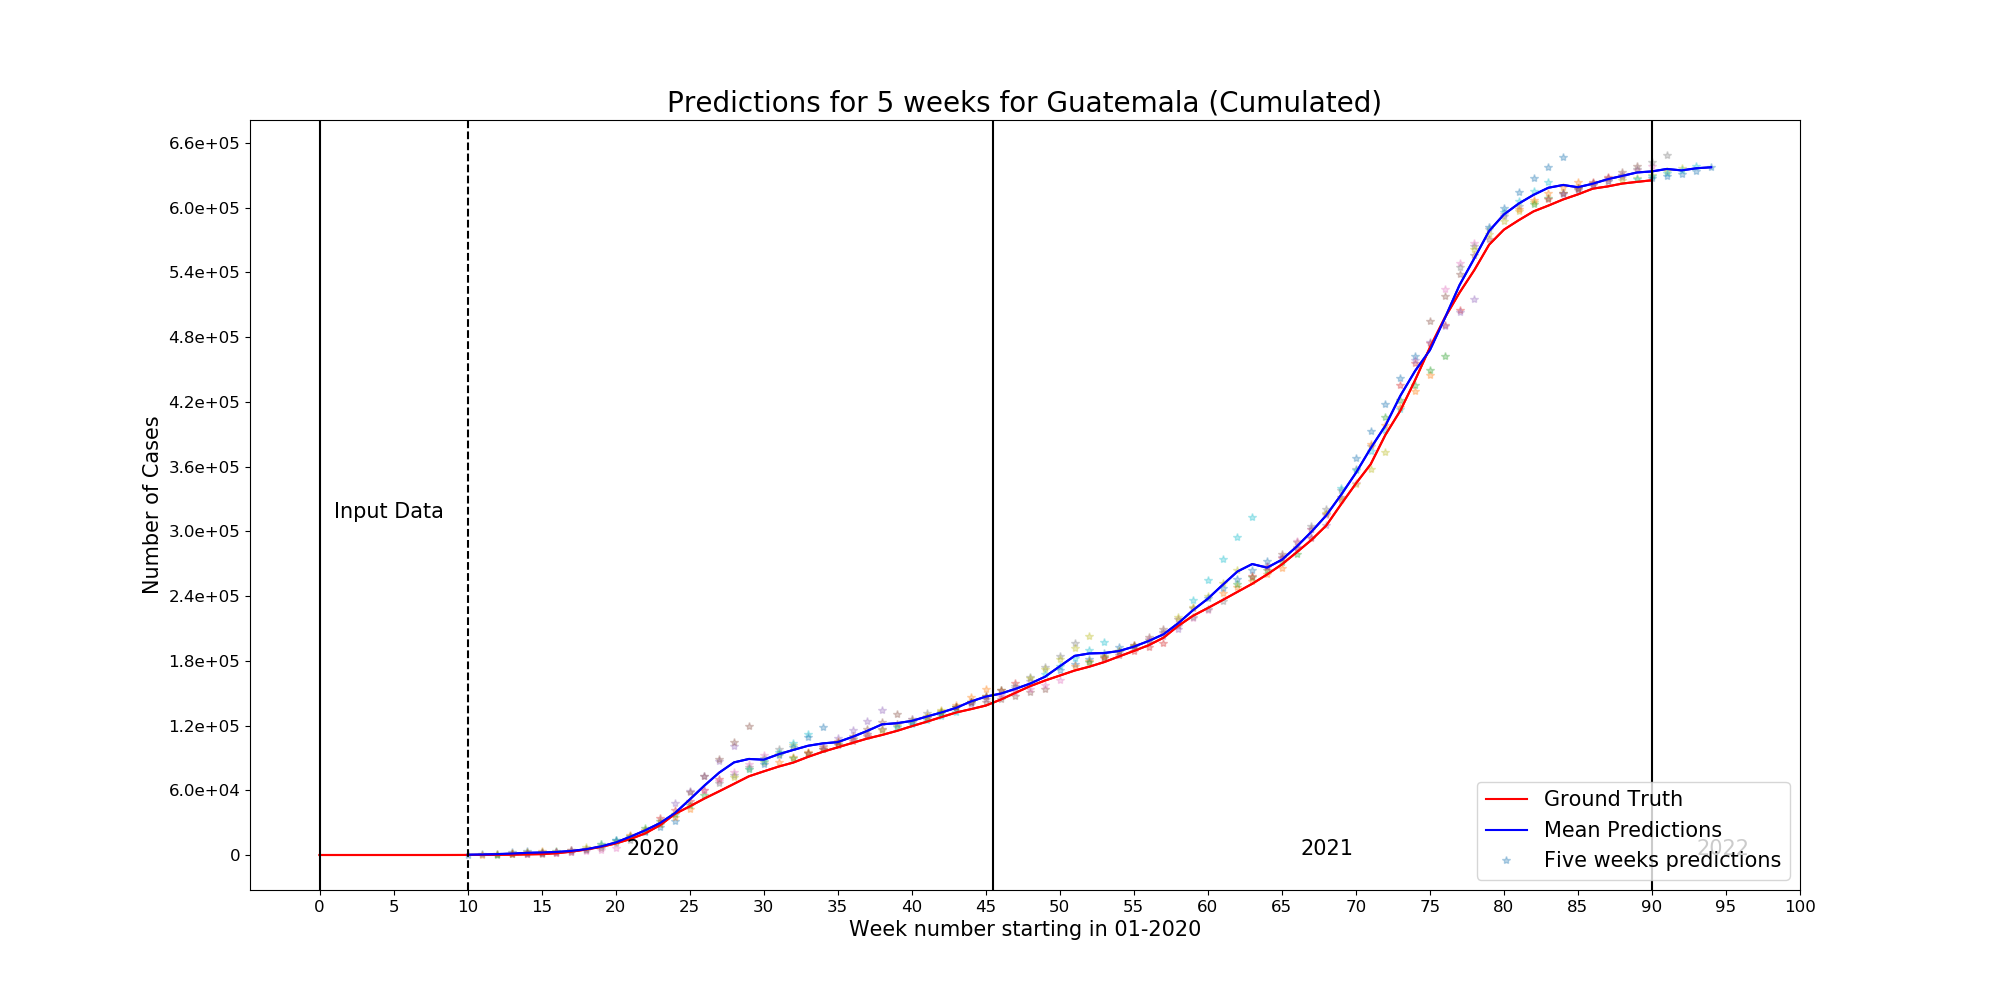 Predictions for 5 weeks for Guatemala (Cumulated)
Number of Cases
6.6e+05
6.0e+05
5.4e+05
4.8e+05
4.2e+05
3.6e+05
3.0e+05
2.4e+05
1.8e+05
1.2e+05
6.0e+04
0
Input Data
2020
2021
2022
Ground Truth
Mean Predictions
Five weeks predictions
0 5 10 15 20 25 30 35 40 45 50 55 60 65 70 75 80 85 90 95 100
Week number starting in 01-2020